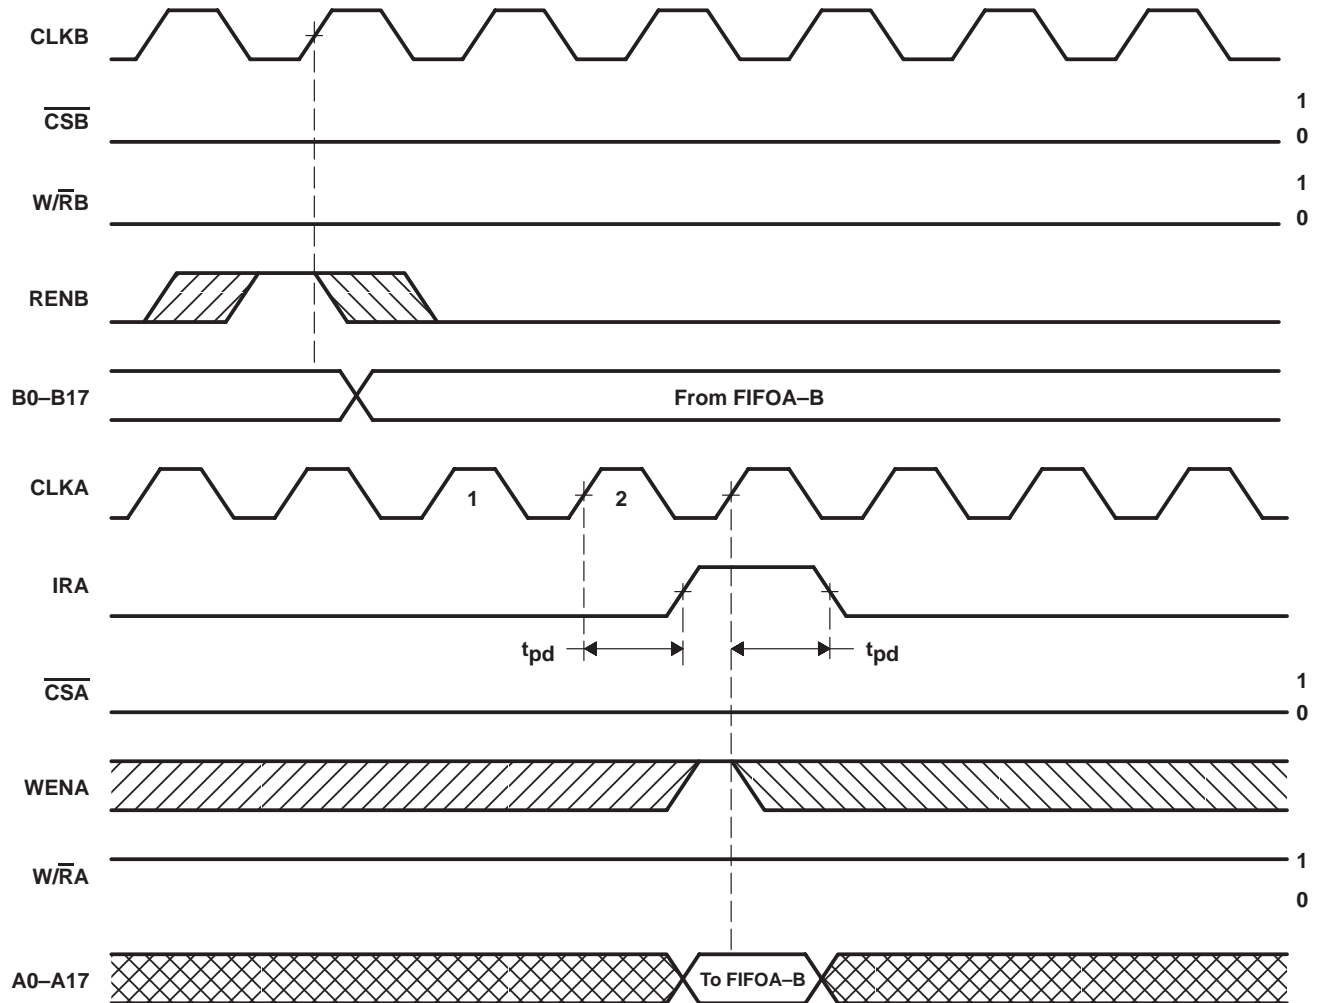 CLKB
CSB
1
0
W/RB
1
0
RENB
B0–B17
From FIFOA–B
CLKA
1
2
IRA
tpd
tpd
CSA
1
0
WENA
W/RA
1
0
A0–A17
To FIFOA–B